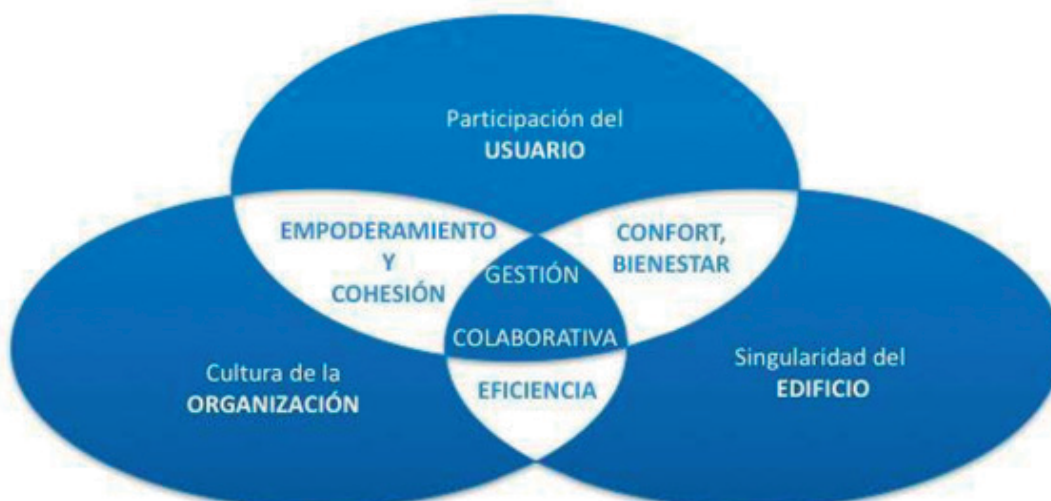 Participación del
USUARIO
EMPODERAMIENTO
Y
COHESIÓN
CONFORT,
BIENESTAR
GESTIÓN
COLABORATIVA
Cultura de la
ORGANIZACIÓN
EFICIENCIA
Singularidad del
EDIFICIO